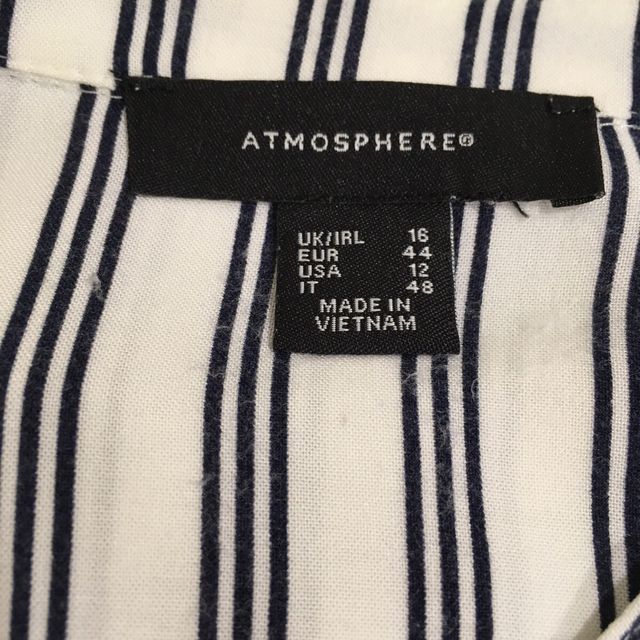 ATMOSPHERE®
UK/IRL 16
EUR 44
USA 12
IT 48
MADE IN
VIETNAM